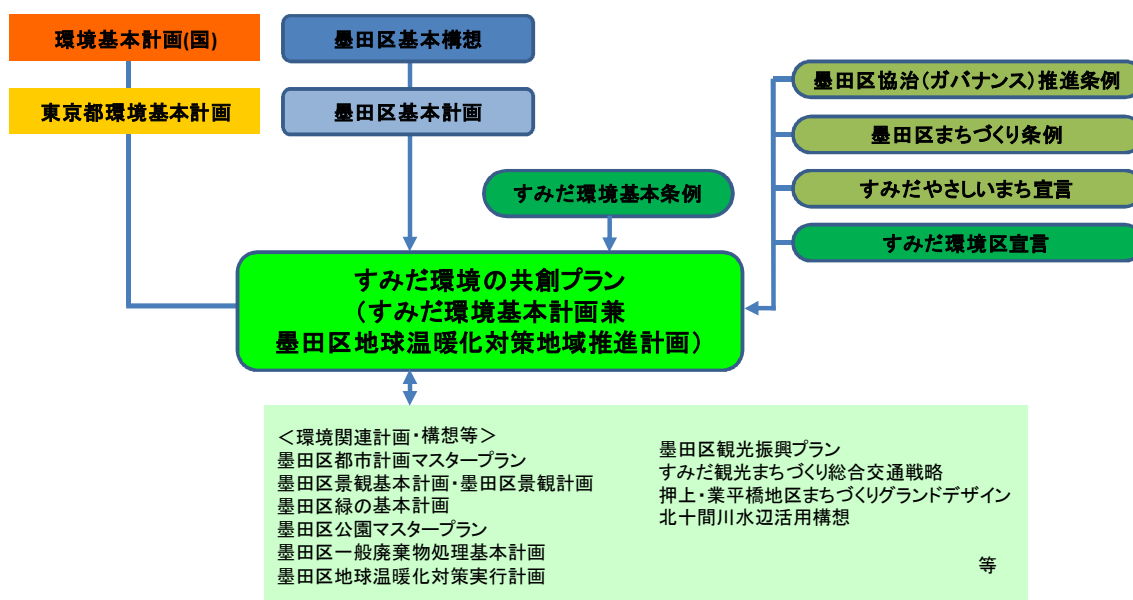 環境基本計画(国)
東京都環境基本計画
墨田区基本構想
墨田区基本計画
すみだ環境基本条例
墨田区協治(ガバナンス)推進条例
墨田区まちづくり条例
すみだやさしいまち宣言
すみだ環境区宣言
すみだ環境の共創プラン
(すみだ環境基本計画兼
墨田区地球温暖化対策地域推進計画)
<環境関連計画・構想等>
墨田区都市計画マスタープラン
墨田区景観基本計画・墨田区景観計画
墨田区緑の基本計画
墨田区公園マスタープラン
墨田区一般廃棄物処理基本計画
墨田区地球温暖化対策実行計画
墨田区観光振興プラン
すみだ観光まちづくり総合交通戦略
押上・業平橋地区まちづくりグランドデザイン
北十間川水辺活用構想
等